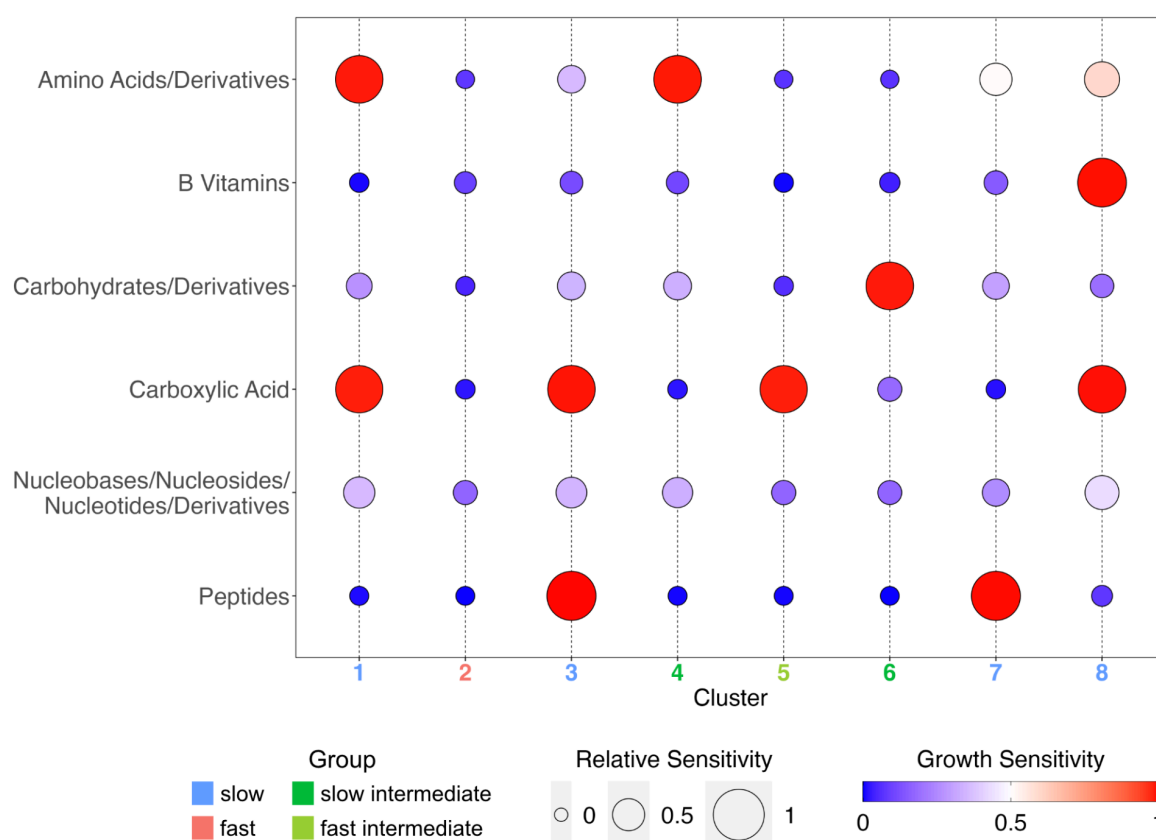 Amino Acids/Derivatives
B Vitamins
Carbohydrates/Derivatives
Carboxylic Acid
Nucleobases/Nucleosides/
Nucleotides/Derivatives
Peptides
1 2 3 4 5 6 7 8
Cluster
Group
slow
slow intermediate
fast
fast intermediate
Relative Sensitivity
0 0.5 1
Growth Sensitivity
0 0.5 1